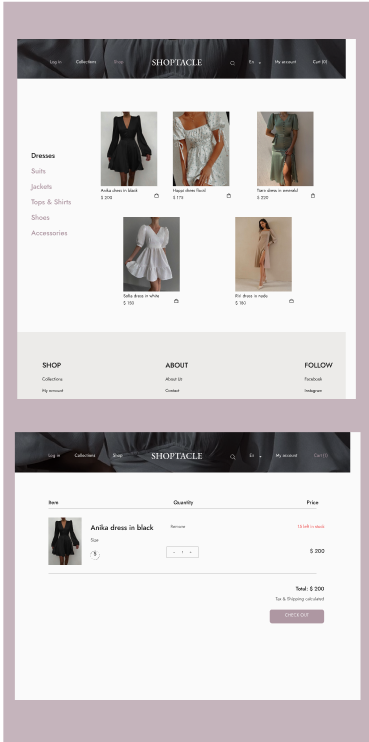 Log in Collections Shop SHOPTACLE En My account Cart (0)
Dresses
Suits
Jackets
Tops & Shirts
Shoes
Accessories
Anika dress in black
$ 200
Happi dress floral
$ 175
Tiara dress in emerald
$ 220
Sofia dress in white
$ 150
Riri dress in nude
$ 180
SHOP ABOUT FOLLOW
Collections About Us Facebook
My account Contact Instagram
Log in Collections Shop SHOPTACLE En My account Cart (1)
Item Quantity Price
Anika dress in black Remove 10 left in stock
Size
S - 1 + $ 200
Total: $ 200
Tax & Shipping calculated
CHECK OUT